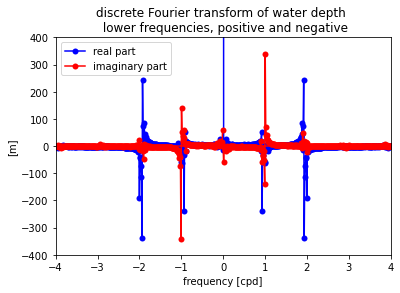 discrete Fourier transform of water depth
lower frequencies, positive and negative
real part
imaginary part
400
300
200
100
0
−100
−200
−300
−400
[m]
−4 −3 −2 −1 0 1 2 3 4
frequency [cpd]